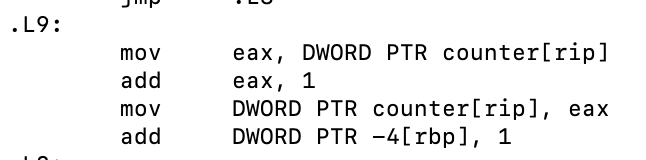 .L9:
mov eax, DWORD PTR counter[rip]
add eax, 1
mov DWORD PTR counter[rip], eax
add DWORD PTR -4[rbp], 1